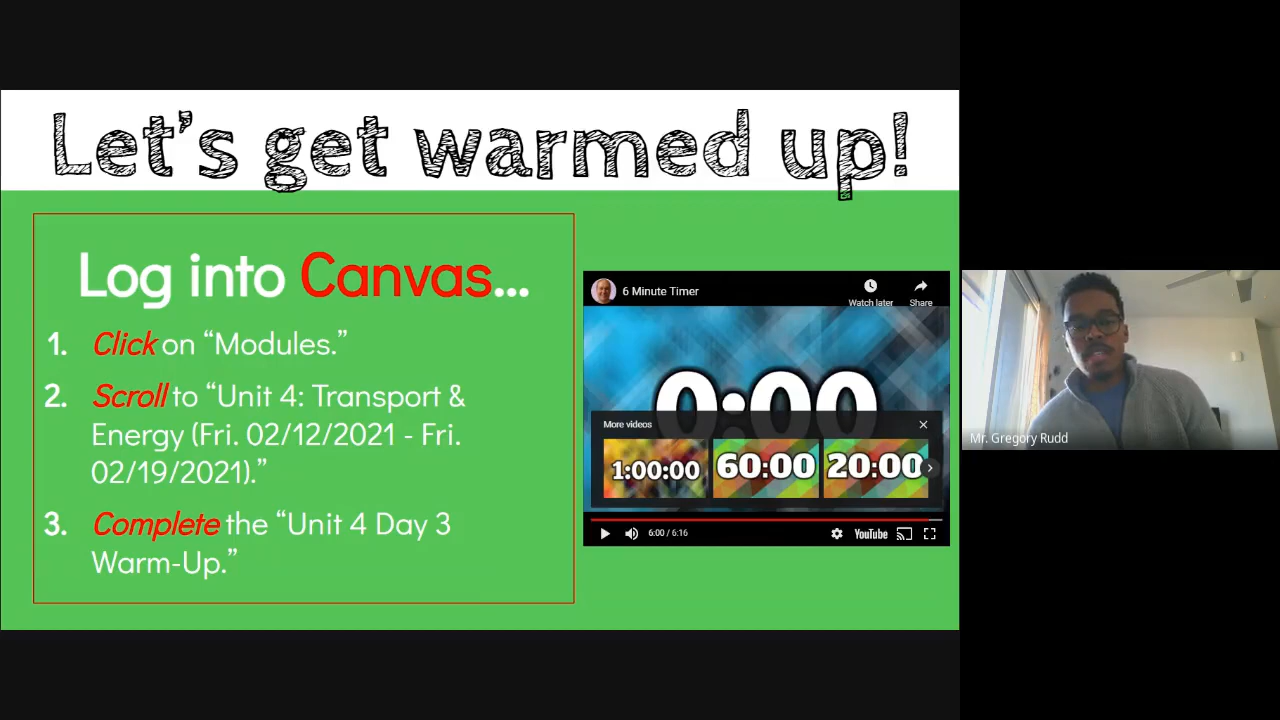 Let's get warmed up!
Log into Canvas...
1. Click on “Modules.”
2. Scroll to “Unit 4: Transport &
Energy (Fri. 02/12/2021 - Fri.
02/19/2021).”
3. Complete the “Unit 4 Day 3
Warm-Up.”
6 Minute Timer
Watch later
Share
0:00
More videos
1:00:00
60:00
20:00
6:00 / 6:16
YouTube
Mr. Gregory Rudd